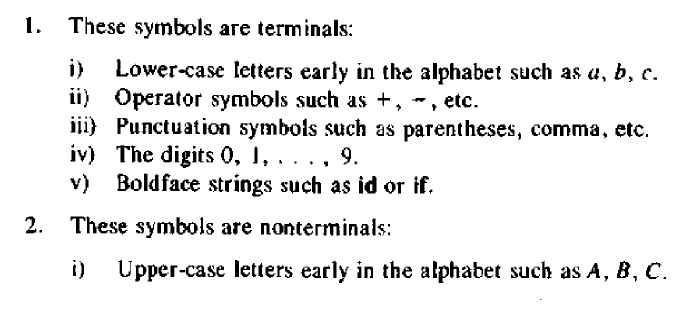 1. These symbols are terminals:
i) Lower-case letters early in the alphabet such as a, b, c.
ii) Operator symbols such as +, -, etc.
iii) Punctuation symbols such as parentheses, comma, etc.
iv) The digits 0, 1, . . . , 9.
v) Boldface strings such as id or if.
2. These symbols are nonterminals:
i) Upper-case letters early in the alphabet such as A, B, C.